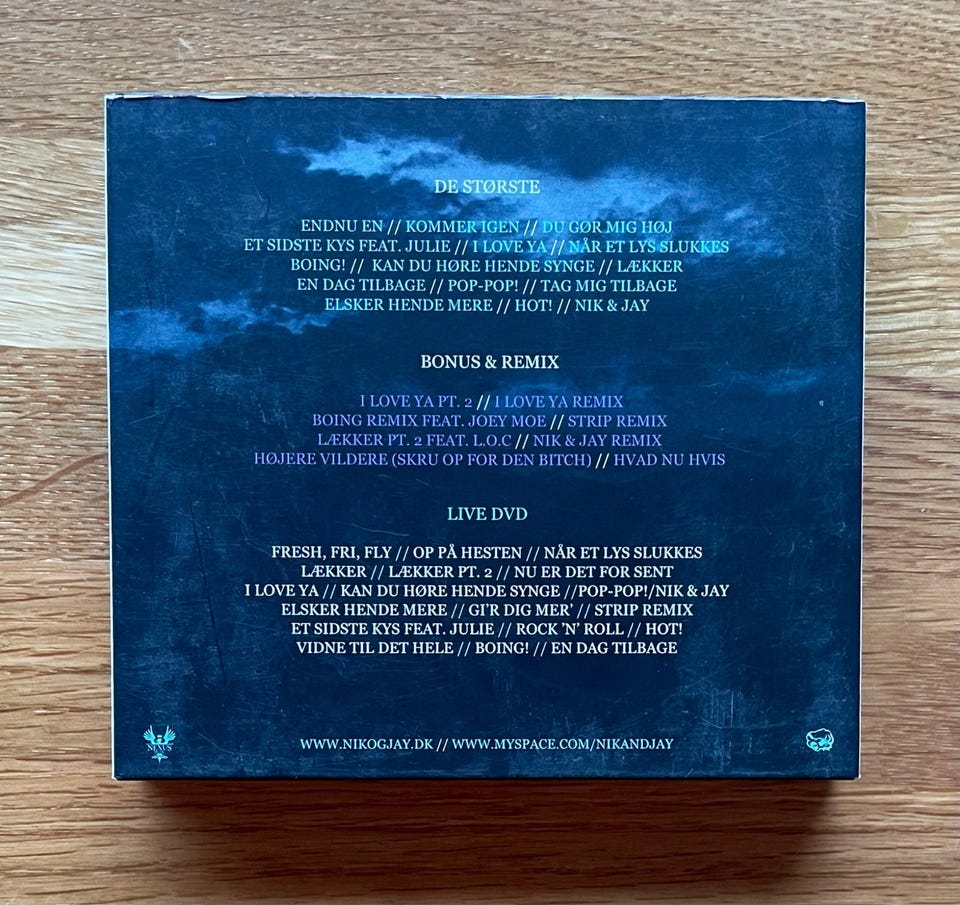 DE STØRSTE
ENDNU EN // KOMMER IGEN // DU GØR MIG HØJ
ET SIDSTE KYS FEAT. JULIE // I LOVE YA // NÅR ET LYS SLUKKES
BOING! // KAN DU HØRE HENDE SYNGE // LÆKKER
EN DAG TILBAGE // POP-POP! // TAG MIG TILBAGE
ELSKER HENDE MERE // HOT! // NIK & JAY
BONUS & REMIX
I LOVE YA PT. 2 // I LOVE YA REMIX
BOING REMIX FEAT. JOEY MOE // STRIP REMIX
LÆKKER PT. 2 FEAT. L.O.C // NIK & JAY REMIX
HØJERE VILDERE (SKRU OP FOR DEN BITCH) // HVAD NU HVIS
LIVE DVD
FRESH, FRI, FLY // OP PÅ HESTEN // NÅR ET LYS SLUKKES
LÆKKER // LÆKKER PT. 2 // NU ER DET FOR SENT
I LOVE YA // KAN DU HØRE HENDE SYNGE //POP-POP!/NIK & JAY
ELSKER HENDE MERE // GI'R DIG MER' // STRIP REMIX
ET SIDSTE KYS FEAT. JULIE // ROCK 'N' ROLL // HOT!
VIDNE TIL DET HELE // BOING! // EN DAG TILBAGE
NEXUS
WWW.NIKOGJAY.DK // WWW.MYSPACE.COM/NIKANDJAY